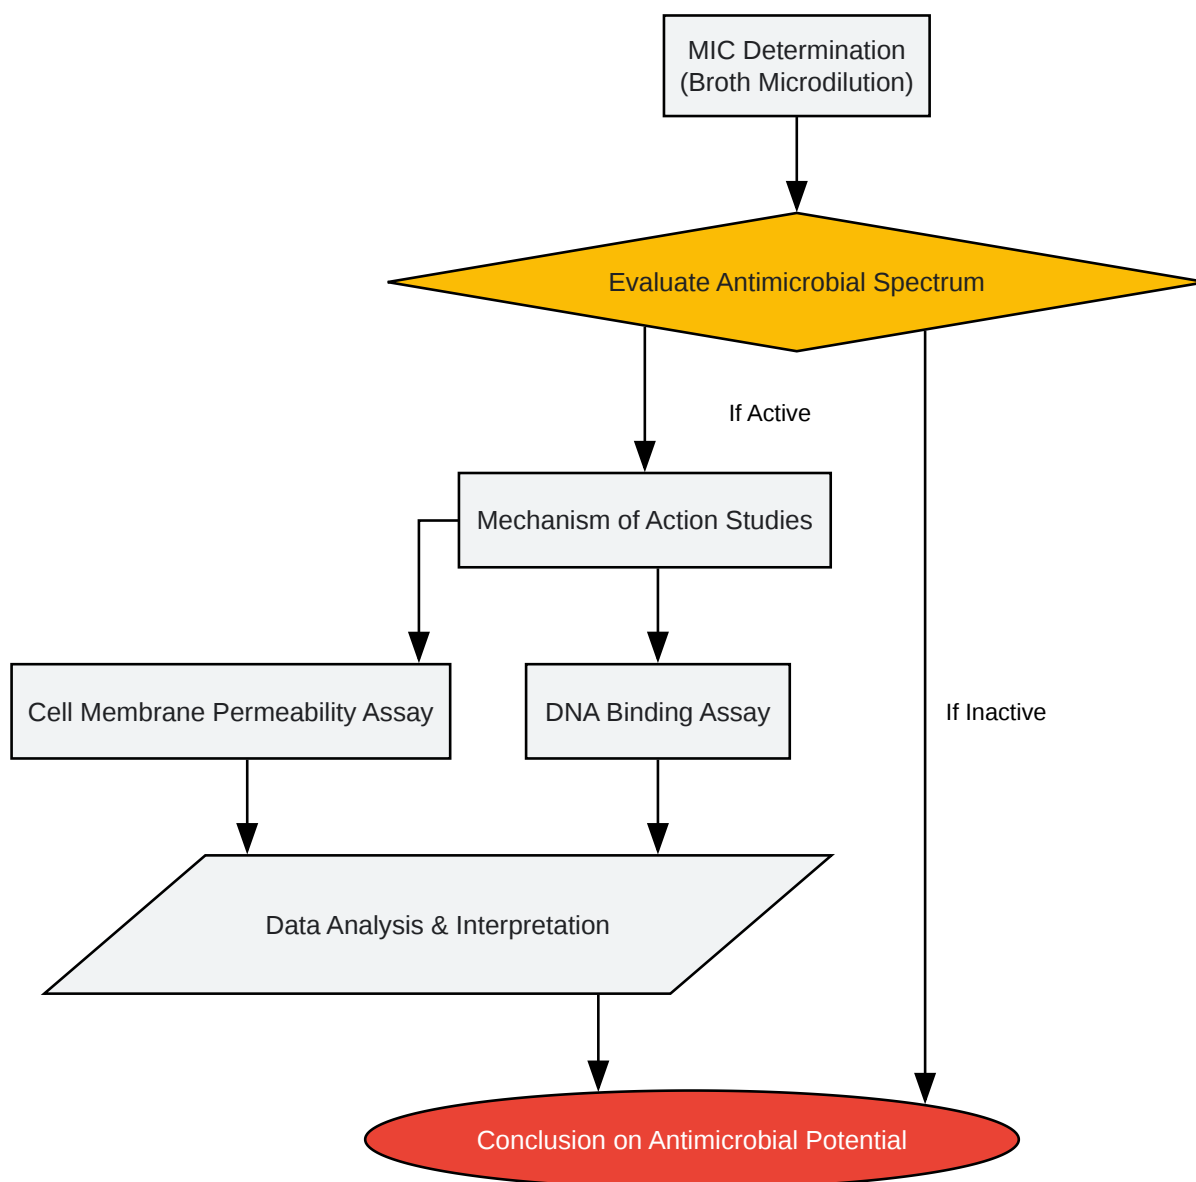 MIC Determination
(Broth Microdilution)
Evaluate Antimicrobial Spectrum
If Active
Mechanism of Action Studies
Cell Membrane Permeability Assay
DNA Binding Assay
If Inactive
Data Analysis & Interpretation
Conclusion on Antimicrobial Potential